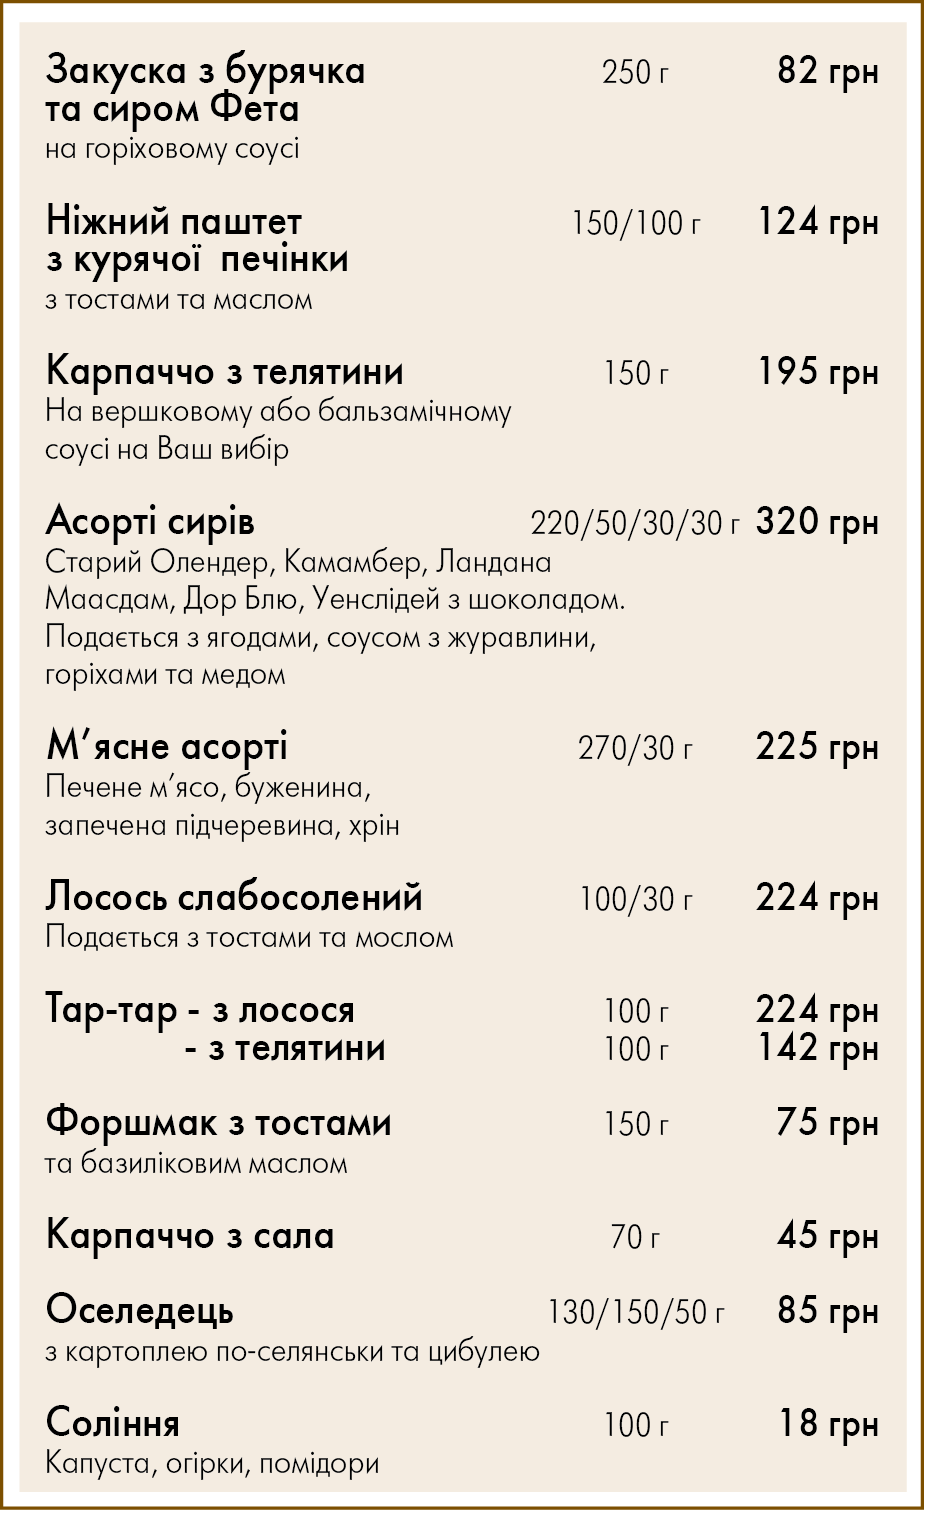 Закуска з бурячка 250 г 82 грн
та сиром Фета
на горіховому соусі
Ніжний паштет 150/100 г 124 грн
з курячої печінки
з тостами та маслом
Карпаччо з телятини 150 г 195 грн
На вершковому або бальзамічному
соусі на Ваш вибір
Асорті сирів 220/50/30/30 г 320 грн
Старий Олендер, Камамбер, Ландана
Маасдам, Дор Блю, Уенслідей з шоколадом.
Подається з ягодами, соусом з журавлини,
горіхами та медом
М’ясне асорті 270/30 г 225 грн
Печене м’ясо, буженина,
запечена підчеревина, хрін
Лосось слабосолений 100/30 г 224 грн
Подається з тостами та мослом
Тар-тар - з лосося 100 г 224 грн
- з телятини 100 г 142 грн
Форшмак з тостами 150 г 75 грн
та базиліковим маслом
Карпаччо з сала 70 г 45 грн
Оселедець 130/150/50 г 85 грн
з картоплею по-селянськи та цибулею
Соління 100 г 18 грн
Капуста, огірки, помідори